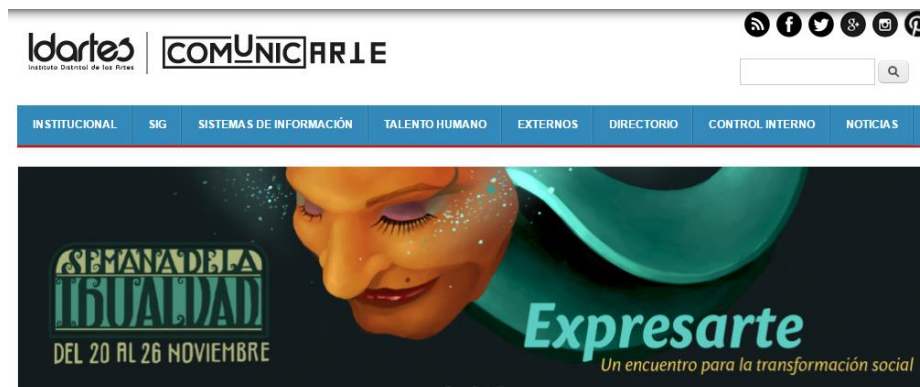 Idartes
Instituto Distrital de las Artes
COMUNICARTE
INSTITUCIONAL SIG SISTEMAS DE INFORMACIÓN TALENTO HUMANO EXTERNOS DIRECTORIO CONTROL INTERNO NOTICIAS
SEMANA DE LA
IGUALDAD
DEL 20 AL 26 NOVIEMBRE
Expresarte
Un encuentro para la transformación social